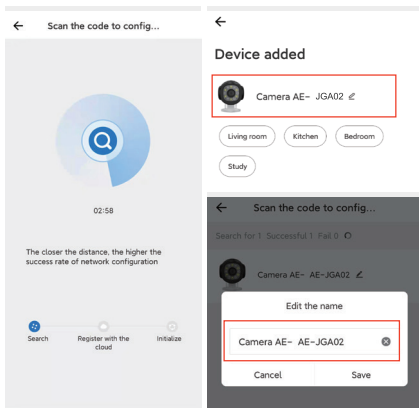 Scan the code to config...
02:58
The closer the distance, the higher the
success rate of network configuration
Search
Register with the
cloud
Initialize
Device added
Camera AE- JGA02
Living room
Kitchen
Bedroom
Study
Scan the code to config...
Search for 1 Successful 1 Fail 0
Camera AE- AE-JGA02
Edit the name
Camera AE- AE-JGA02
Cancel
Save